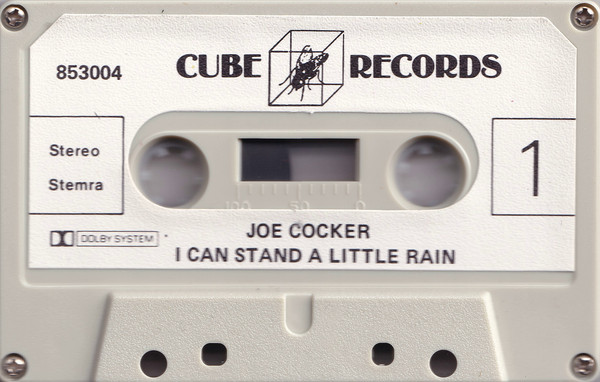 853004
CUBE RECORDS
Stereo
Stemra
1
100 50 0
DOLBY SYSTEM
JOE COCKER
I CAN STAND A LITTLE RAIN